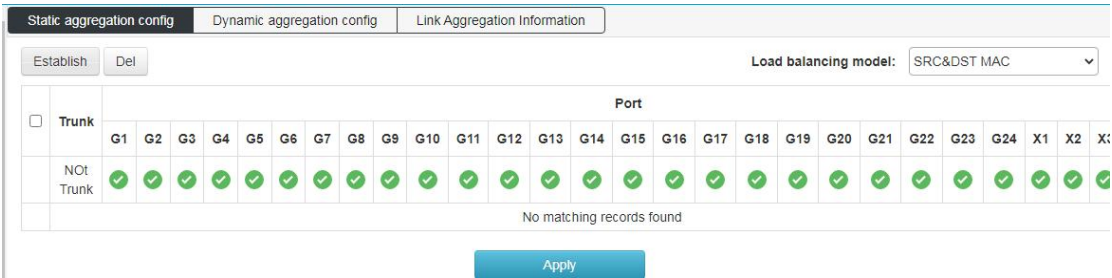 Static aggregation config Dynamic aggregation config Link Aggregation Information
Establish Del Load balancing model: SRC&DST MAC
Port
Trunk
G1 G2 G3 G4 G5 G6 G7 G8 G9 G10 G11 G12 G13 G14 G15 G16 G17 G18 G19 G20 G21 G22 G23 G24 X1 X2 X3
NOt
Trunk
No matching records found
Apply